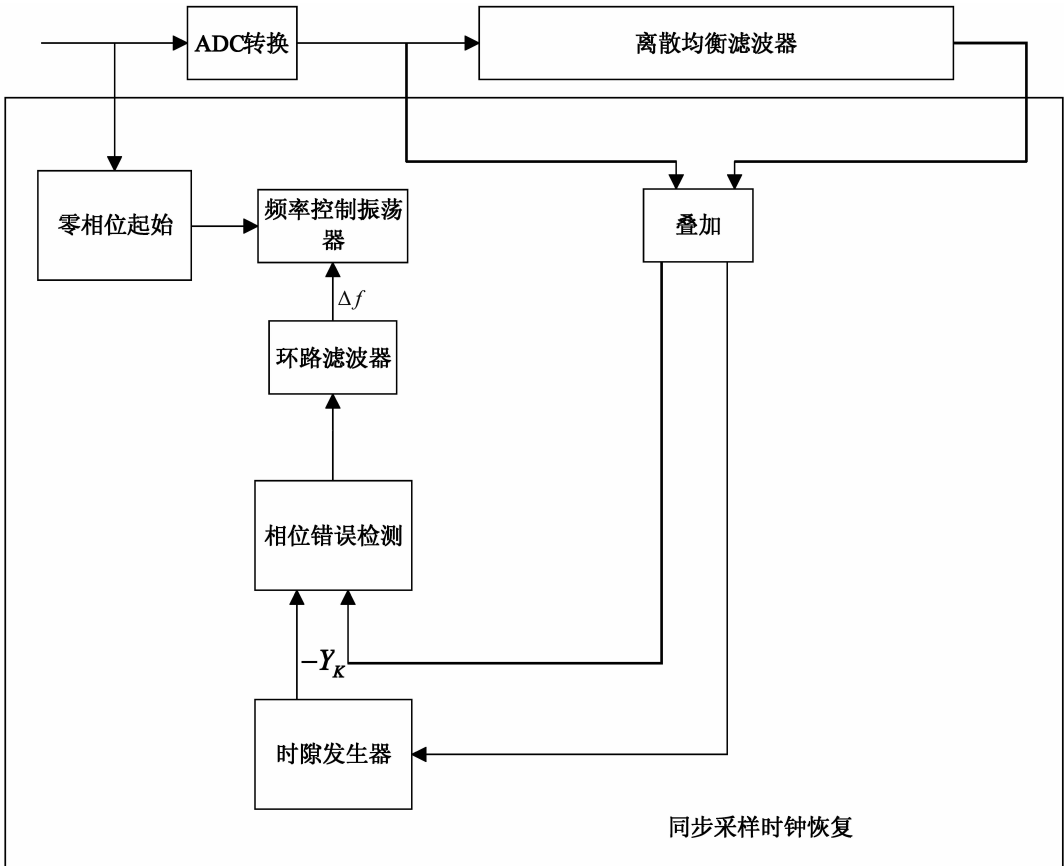 ADC转换
离散均衡滤波器
零相位起始
频率控制振荡
器
叠加
Δf
环路滤波器
相位错误检测
−Y_K
时隙发生器
同步采样时钟恢复